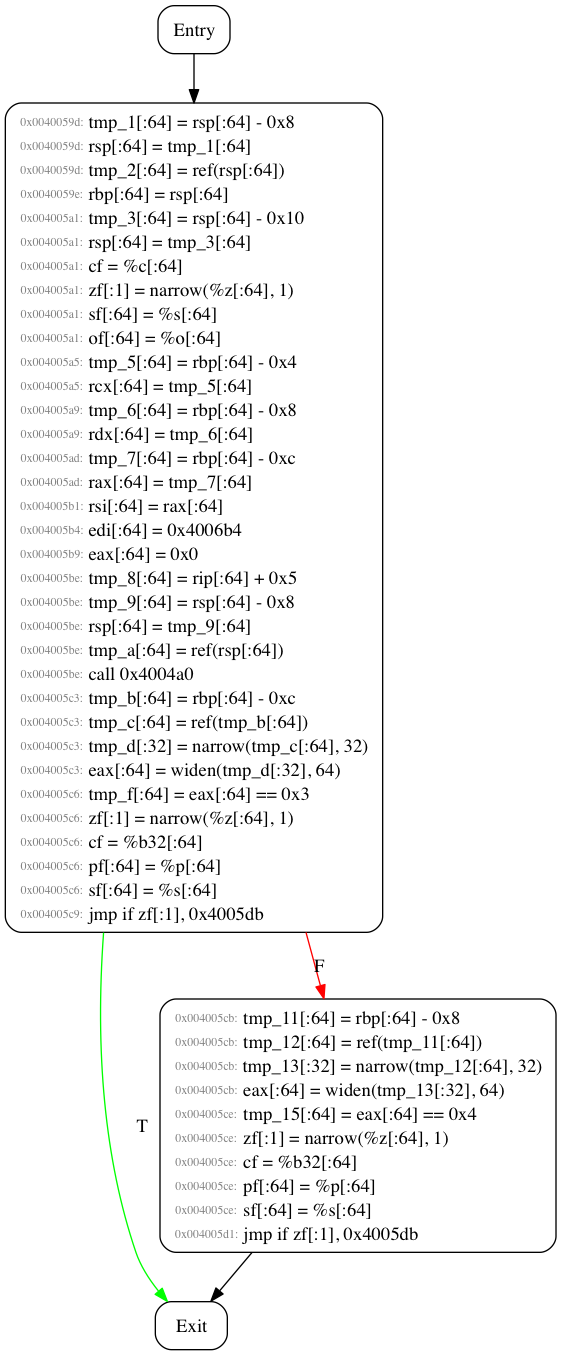 Entry
0x0040059d: tmp_1[:64] = rsp[:64] - 0x8
0x0040059d: rsp[:64] = tmp_1[:64]
0x0040059d: tmp_2[:64] = ref(rsp[:64])
0x0040059e: rbp[:64] = rsp[:64]
0x004005a1: tmp_3[:64] = rsp[:64] - 0x10
0x004005a1: rsp[:64] = tmp_3[:64]
0x004005a1: cf = %c[:64]
0x004005a1: zf[:1] = narrow(%z[:64], 1)
0x004005a1: sf[:64] = %s[:64]
0x004005a1: of[:64] = %o[:64]
0x004005a5: tmp_5[:64] = rbp[:64] - 0x4
0x004005a5: rcx[:64] = tmp_5[:64]
0x004005a9: tmp_6[:64] = rbp[:64] - 0x8
0x004005a9: rdx[:64] = tmp_6[:64]
0x004005ad: tmp_7[:64] = rbp[:64] - 0xc
0x004005ad: rax[:64] = tmp_7[:64]
0x004005b1: rsi[:64] = rax[:64]
0x004005b4: edi[:64] = 0x4006b4
0x004005b9: eax[:64] = 0x0
0x004005be: tmp_8[:64] = rip[:64] + 0x5
0x004005be: tmp_9[:64] = rsp[:64] - 0x8
0x004005be: rsp[:64] = tmp_9[:64]
0x004005be: tmp_a[:64] = ref(rsp[:64])
0x004005be: call 0x4004a0
0x004005c3: tmp_b[:64] = rbp[:64] - 0xc
0x004005c3: tmp_c[:64] = ref(tmp_b[:64])
0x004005c3: tmp_d[:32] = narrow(tmp_c[:64], 32)
0x004005c3: eax[:64] = widen(tmp_d[:32], 64)
0x004005c6: tmp_f[:64] = eax[:64] == 0x3
0x004005c6: zf[:1] = narrow(%z[:64], 1)
0x004005c6: cf = %b32[:64]
0x004005c6: pf[:64] = %p[:64]
0x004005c6: sf[:64] = %s[:64]
0x004005c9: jmp if zf[:1], 0x4005db
F
0x004005cb: tmp_11[:64] = rbp[:64] - 0x8
0x004005cb: tmp_12[:64] = ref(tmp_11[:64])
0x004005cb: tmp_13[:32] = narrow(tmp_12[:64], 32)
0x004005cb: eax[:64] = widen(tmp_13[:32], 64)
0x004005ce: tmp_15[:64] = eax[:64] == 0x4
T
0x004005ce: zf[:1] = narrow(%z[:64], 1)
0x004005ce: cf = %b32[:64]
0x004005ce: pf[:64] = %p[:64]
0x004005ce: sf[:64] = %s[:64]
0x004005d1: jmp if zf[:1], 0x4005db
Exit